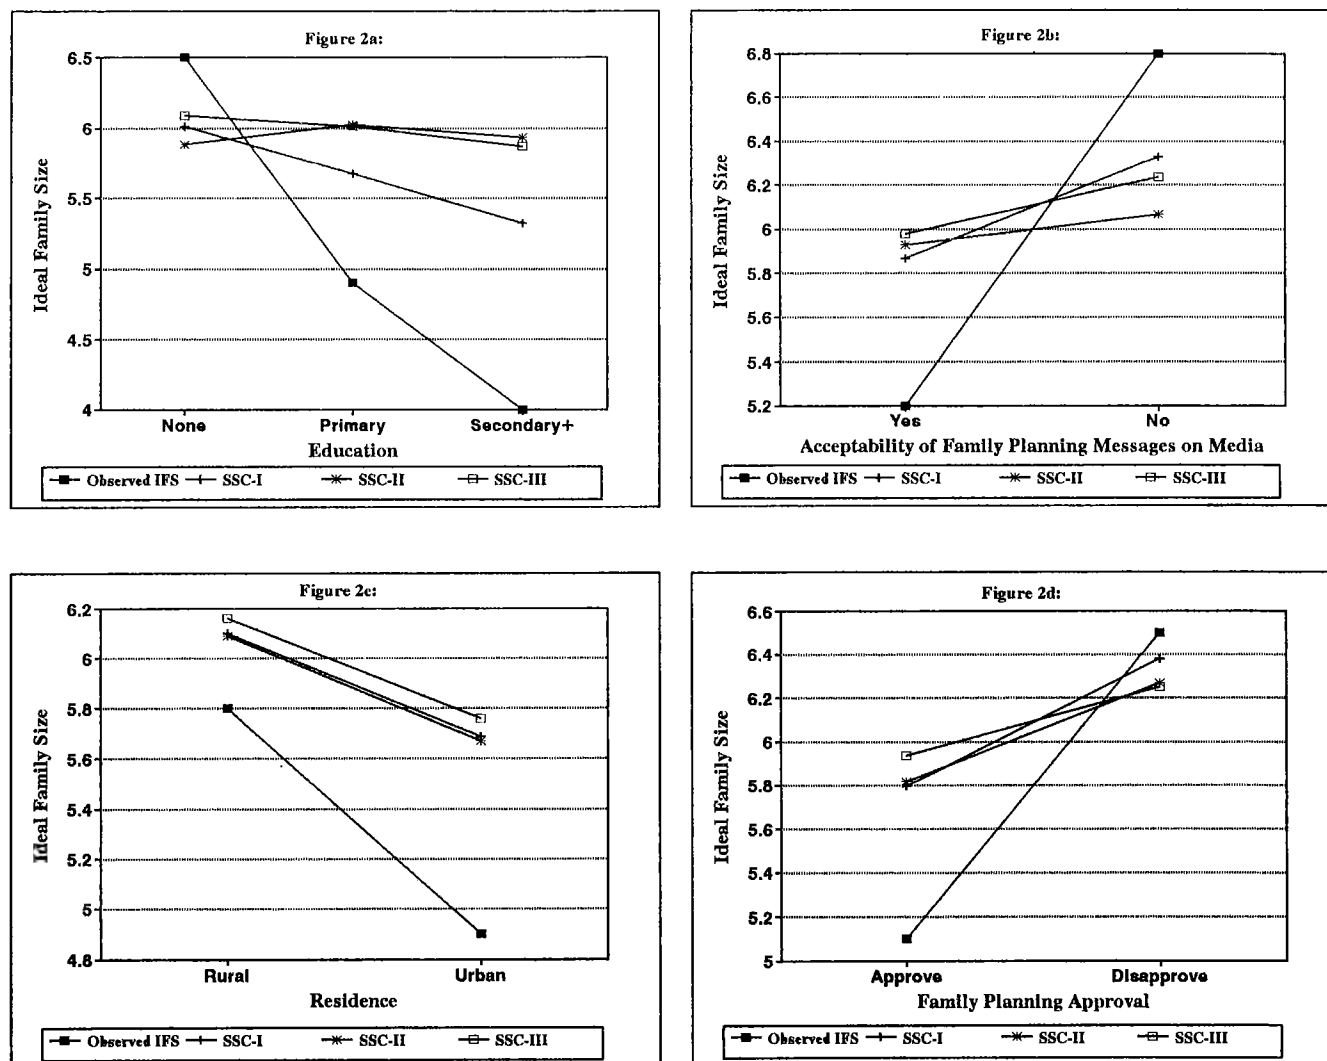 Figure 2a:
Ideal Family Size
6.5
6
5.5
5
4.5
4
None Primary Secondary+
Education
Observed IFS SSC-I SSC-II SSC-III
Figure 2b:
Ideal Family Size
6.8
6.6
6.4
6.2
6
5.8
5.6
5.4
5.2
Yes No
Acceptability of Family Planning Messages on Media
Observed IFS SSC-I SSC-II SSC-III
Figure 2c:
Ideal Family Size
6.2
6
5.8
5.6
5.4
5.2
5
4.8
Rural Urban
Residence
Observed IFS SSC-I SSC-II SSC-III
Figure 2d:
Ideal Family Size
6.6
6.4
6.2
6
5.8
5.6
5.4
5.2
5
Approve Disapprove
Family Planning Approval
Observed IFS SSC-I SSC-II SSC-III